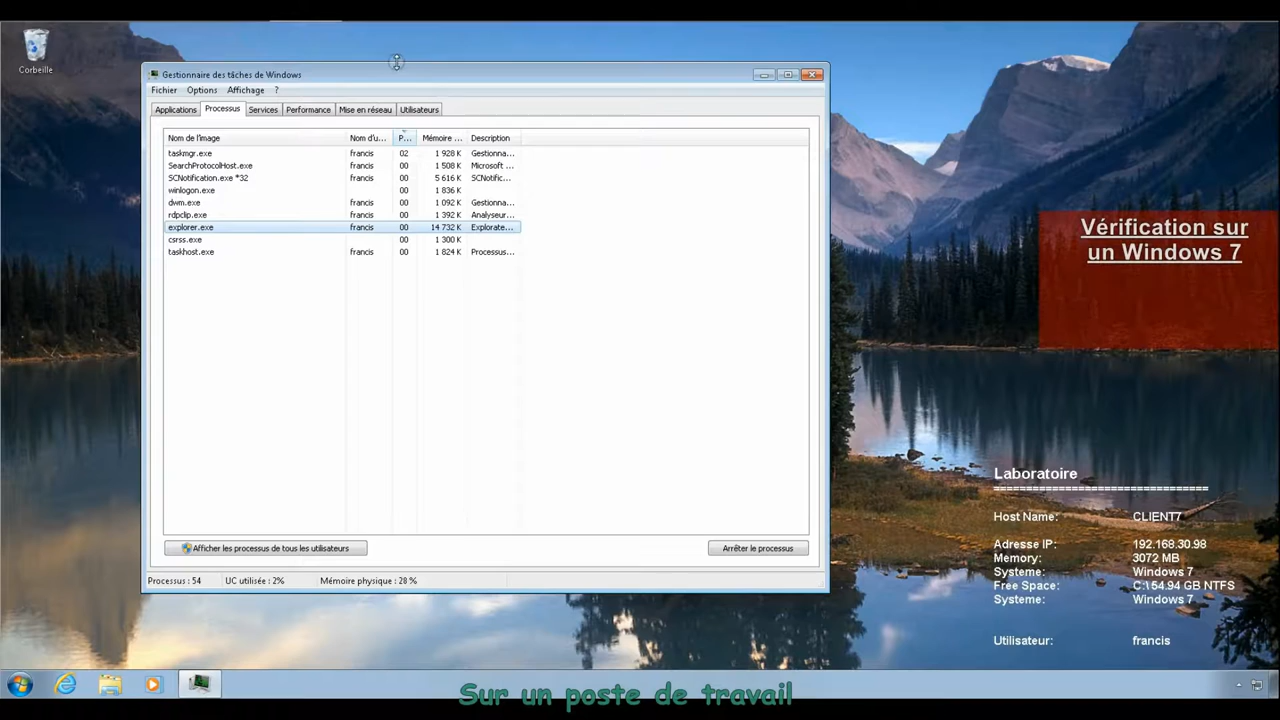 Corbeille
Gestionnaire des tâches de Windows
Fichier Options Affichage ?
Applications Processus Services Performance Mise en réseau Utilisateurs
Nom de l'image Nom d'u... P... Mémoire ... Description
taskmgr.exe francis 02 1 928 K Gestionna...
SearchProtocolHost.exe francis 00 1 508 K Microsoft ...
SCNotification.exe *32 francis 00 5 616 K SCNotific...
winlogon.exe 00 1 836 K
dwm.exe francis 00 1 092 K Gestionna...
rdpclip.exe francis 00 1 392 K Analyseur...
explorer.exe francis 00 14 732 K Explorate...
csrss.exe 00 1 300 K
taskhost.exe francis 00 1 824 K Processus...
Afficher les processus de tous les utilisateurs Arrêter le processus
Processus : 54 UC utilisée : 2% Mémoire physique : 28 %
Vérification sur
un Windows 7
Laboratoire
================================
Host Name: CLIENT7
Adresse IP: 192.168.30.98
Memory: 3072 MB
Systeme: Windows 7
Free Space: C:\ 54.94 GB NTFS
Systeme: Windows 7
Utilisateur: francis
Sur un poste de travail